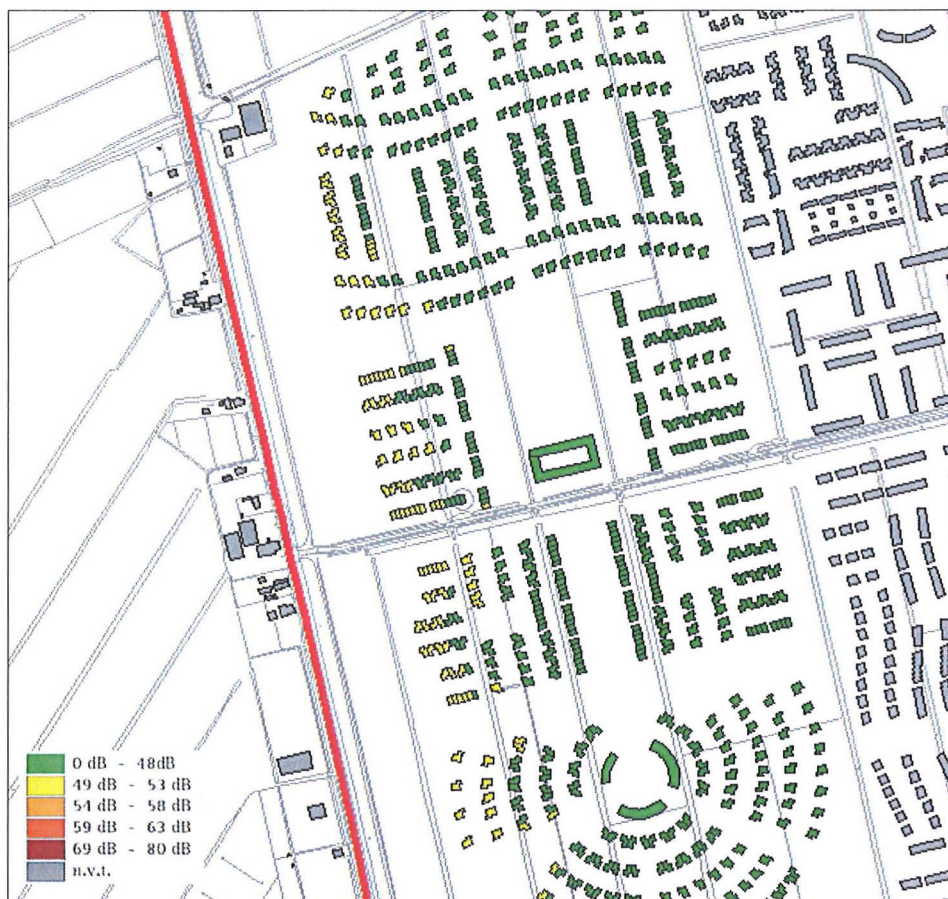 0 dB - 48dB
49 dB - 53 dB
54 dB - 58 dB
59 dB - 63 dB
69 dB - 80 dB
n.v.t.